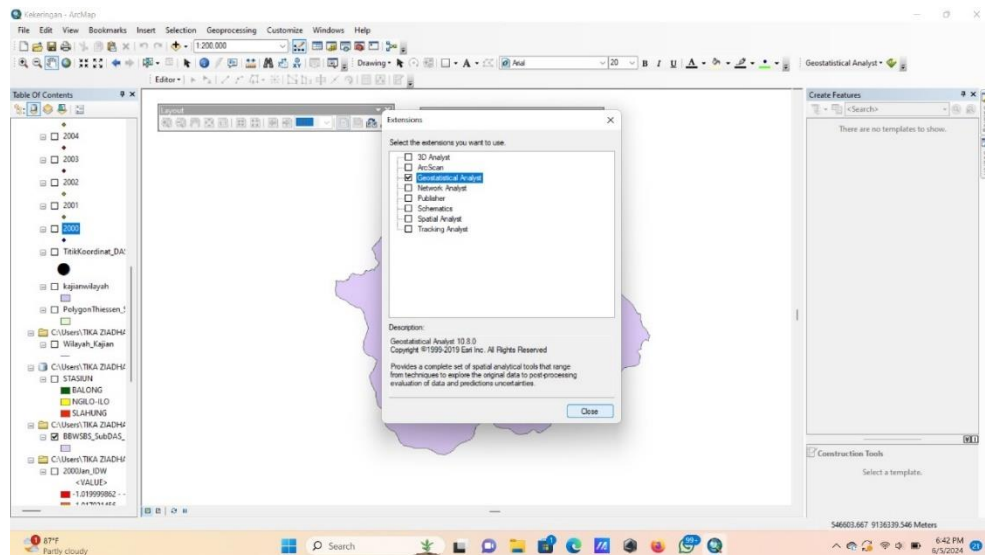 Kekeringan - ArcMap
File Edit View Bookmarks Insert Selection Geoprocessing Customize Windows Help
1:200.000
Drawing
Arial
20
B I U A
Geostatistical Analyst
Editor
Table Of Contents
2004
2003
2002
2001
2000
TitikKoordinat_DA
kajianwilayah
PolygonThiessen_
C:\Users\TIKA ZIADH
Wilayah_Kajian
C:\Users\TIKA ZIADH
STASIUN
BALONG
NGILO-ILO
SLAHUNG
C:\Users\TIKA ZIADH
BBWSBS_SubDAS_
C:\Users\TIKA ZIADH
2000Jan_IDW
<VALUE>
-1.019999862 -
Layout
Extensions
Select the extensions you want to use.
3D Analyst
ArcScan
Geostatistical Analyst
Network Analyst
Publisher
Schematics
Spatial Analyst
Tracking Analyst
Description:
Geostatistical Analyst 10.8.0
Copyright ©1999-2019 Esri Inc. All Rights Reserved
Provides a complete set of spatial analytical tools that range
from techniques to explore the original data to post-processing
evaluation of data and predictions uncertainties.
Close
Create Features
<Search>
There are no templates to show.
Construction Tools
Select a template.
546603.667 9136339.546 Meters
87°F
Partly cloudy
Search
99+
6:42 PM
6/5/2024